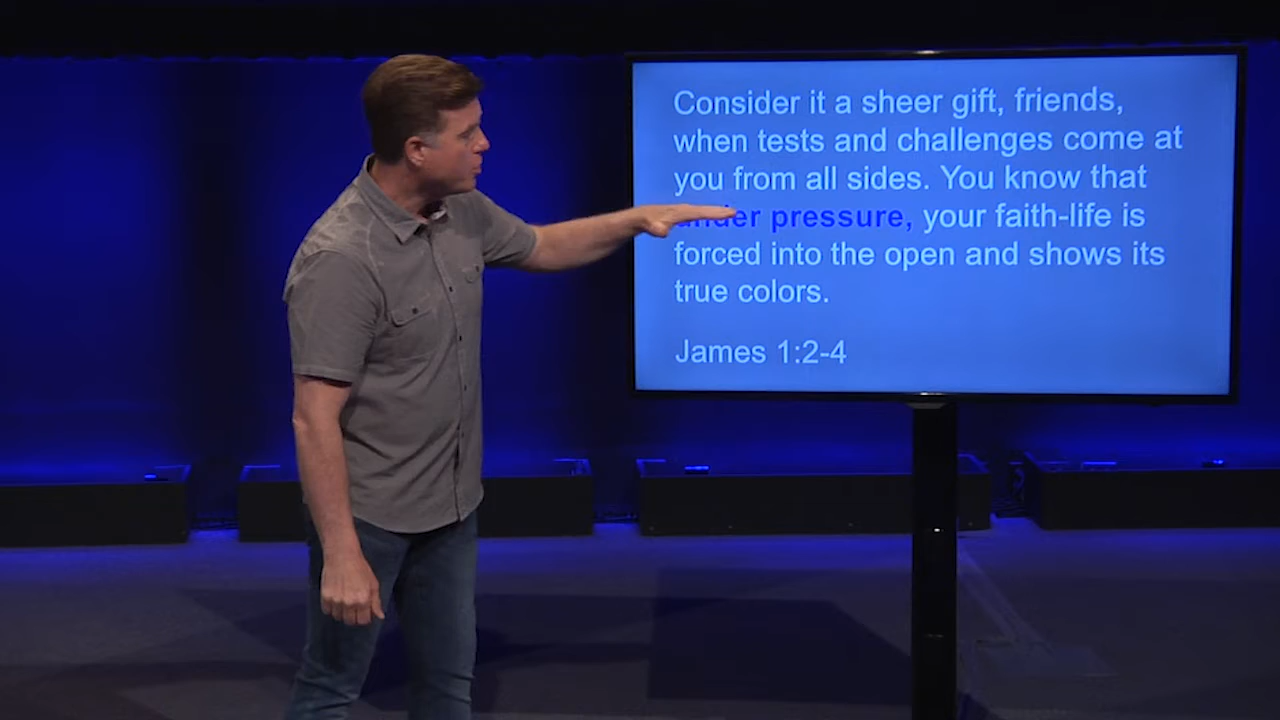 Consider it a sheer gift, friends,
when tests and challenges come at
you from all sides. You know that
under pressure, your faith-life is
forced into the open and shows its
true colors.
James 1:2-4